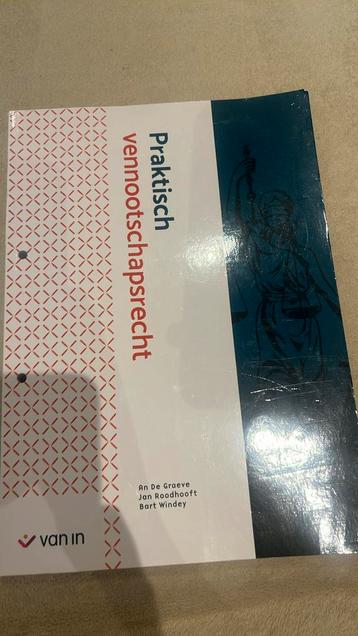 Praktisch
vennootschapsrecht
An De Graeve
Jan Roodhooft
Bart Windey
van in